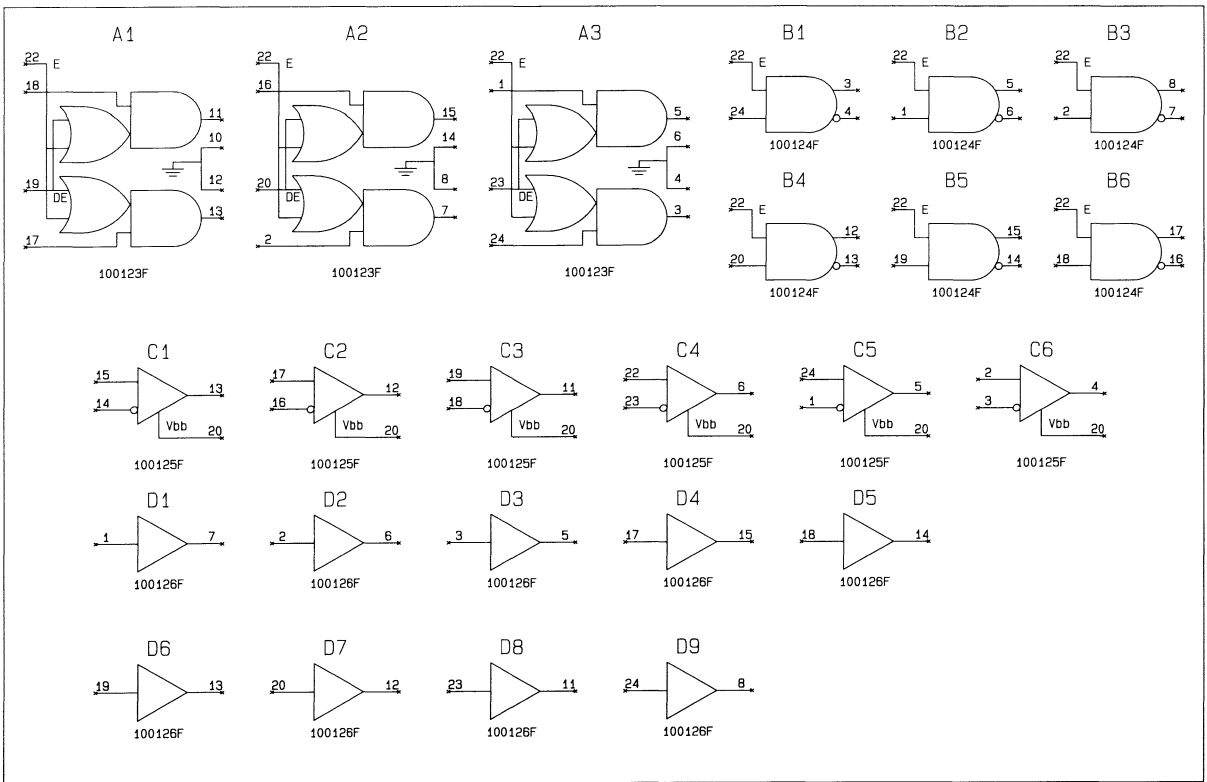 A1 A2 A3 B1 B2 B3
22 E 22 E 22 E 22 E 22 E 22 E
18 16 1 3 5 8
11 15 5 24 4 1 6 2 7
10 14 6 100124F 100124F 100124F
B4 B5 B6
19 DE 12 20 DE 8 23 DE 4
13 7 3 22 E 22 E 22 E
12 15 17
17 2 24 20 13 19 14 18 16
100123F 100123F 100123F 100124F 100124F 100124F
C1 C2 C3 C4 C5 C6
15 17 19 22 24 2
13 12 11 6 5 4
14 16 18 23 1 3
Vbb 20 Vbb 20 Vbb 20 Vbb 20 Vbb 20 Vbb 20
100125F 100125F 100125F 100125F 100125F 100125F
D1 D2 D3 D4 D5
1 7 2 6 3 5 17 15 18 14
100126F 100126F 100126F 100126F 100126F
D6 D7 D8 D9
19 13 20 12 23 11 24 8
100126F 100126F 100126F 100126F